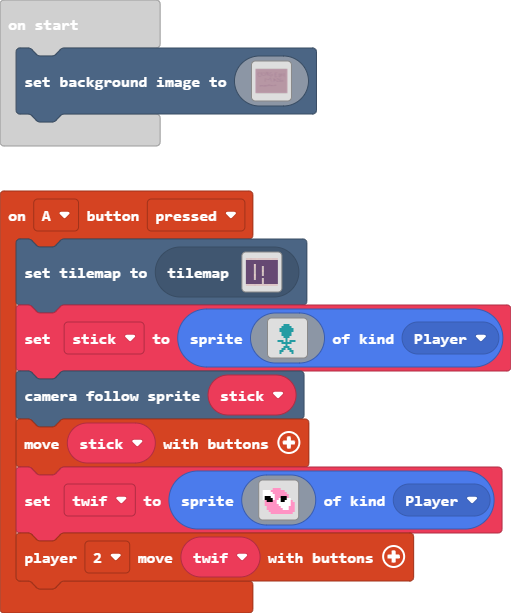 on start
set background image to
on A button pressed
set tilemap to tilemap
set stick to sprite of kind Player
camera follow sprite stick
move stick with buttons
set twif to sprite of kind Player
player 2 move twif with buttons